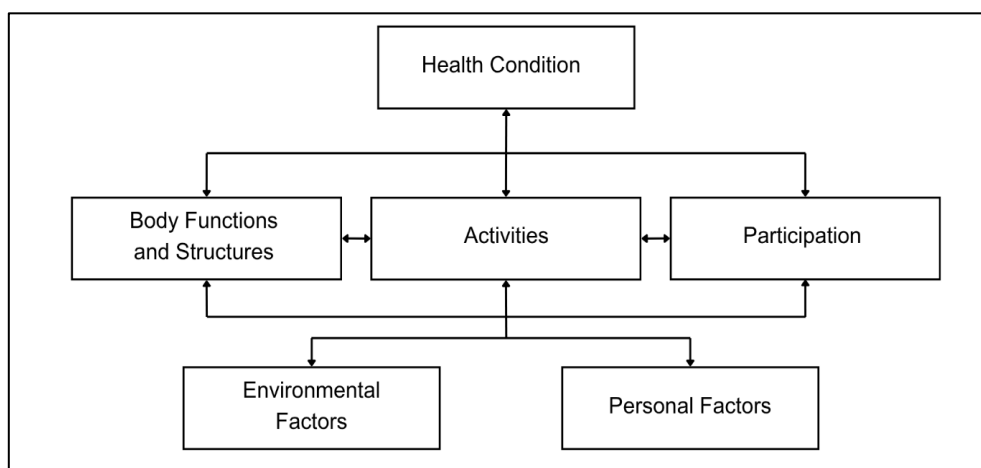 Health Condition
Body Functions
and Structures
Activities
Participation
Environmental
Factors
Personal Factors